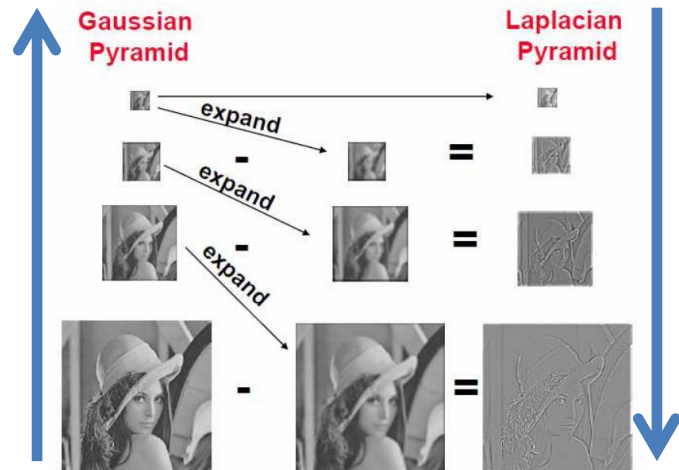 Gaussian
Pyramid
Laplacian
Pyramid
expand
- =
expand
- =
expand
- =